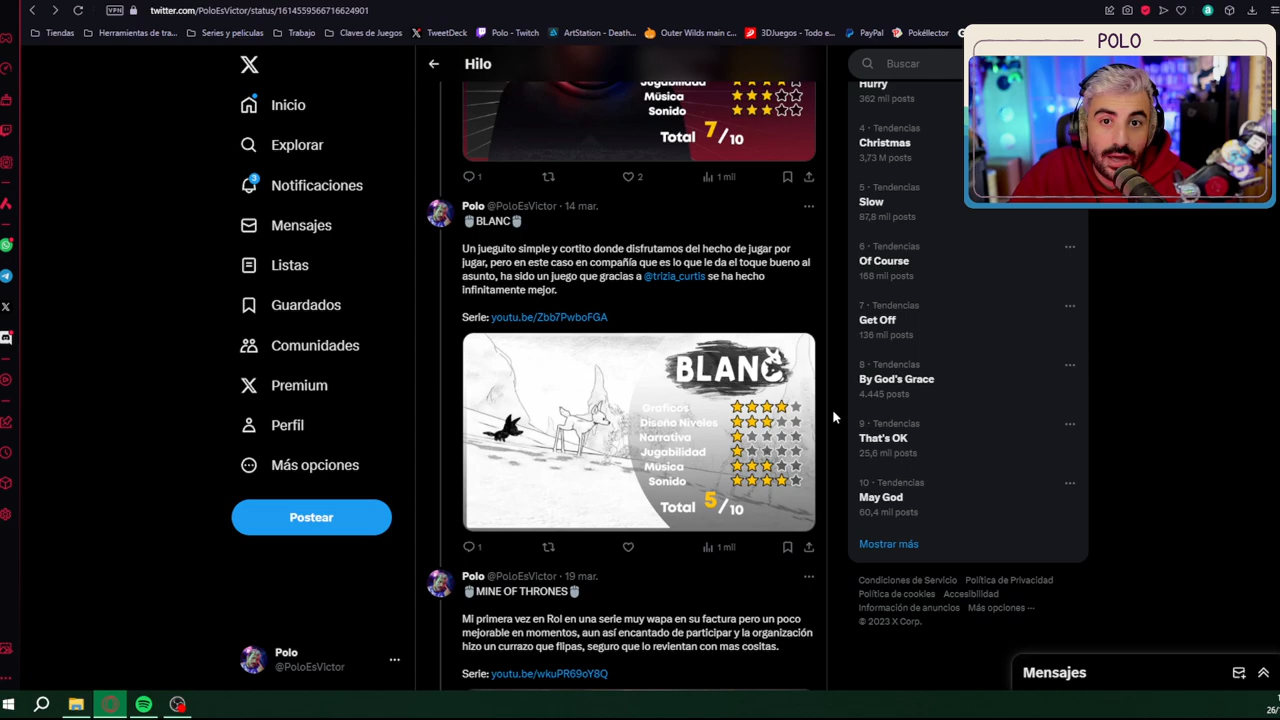 twitter.com/PoloEsVictor/status/1614559566716624901
VPN
Tiendas
Herramientas de tra...
Series y peliculas
Trabajo
Claves de Juegos
TweetDeck
Polo - Twitch
ArtStation - Death...
Outer Wilds main c...
3DJuegos - Todo e...
PayPal
Pokéllector
POLO
Hilo
Buscar
Inicio
Explorar
3
Notificaciones
Mensajes
Listas
Guardados
Comunidades
Premium
Perfil
Más opciones
Postear
Polo
@PoloEsVictor
Jugabilidad
Música
Sonido
Total 7/10
1
2
1 mil
Polo @PoloEsVictor · 14 mar.
BLANC
Un jueguito simple y cortito donde disfrutamos del hecho de jugar por
jugar, pero en este caso en compañía que es lo que le da el toque bueno al
asunto, ha sido un juego que gracias a @trizia_curtis se ha hecho
infinitamente mejor.
Serie: youtu.be/Zbb7PwboFGA
BLANC
Graficos
Diseño Niveles
Narrativa
Jugabilidad
Música
Sonido
Total 5/10
1
1 mil
Polo @PoloEsVictor · 19 mar.
MINE OF THRONES
Mi primera vez en Rol en una serie muy wapa en su factura pero un poco
mejorable en momentos, aun así encantado de participar y la organización
hizo un currazo que flipas, seguro que lo revientan con mas cositas.
Serie: youtu.be/wkuPR69oY8Q
Hurry
362 mil posts
4 · Tendencias
Christmas
3,73 M posts
5 · Tendencias
Slow
87,8 mil posts
6 · Tendencias
Of Course
168 mil posts
7 · Tendencias
Get Off
136 mil posts
8 · Tendencias
By God's Grace
4.445 posts
9 · Tendencias
That's OK
25,6 mil posts
10 · Tendencias
May God
60,4 mil posts
Mostrar más
Condiciones de Servicio Política de Privacidad
Política de cookies Accesibilidad
Información de anuncios Más opciones ···
© 2023 X Corp.
Mensajes
26/